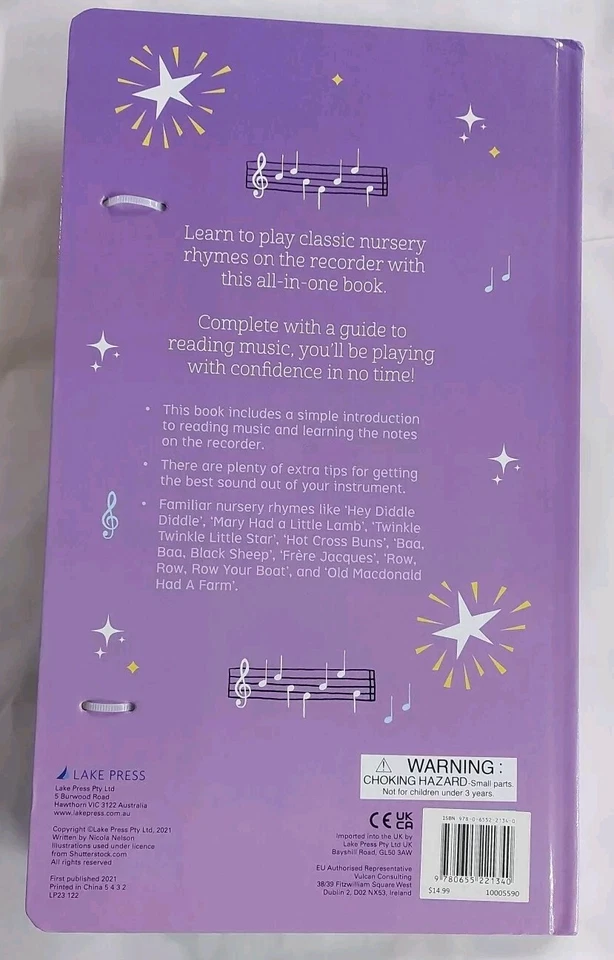 Learn to play classic nursery
rhymes on the recorder with
this all-in-one book.
Complete with a guide to
reading music, you'll be playing
with confidence in no time!
• This book includes a simple introduction
to reading music and learning the notes
on the recorder.
• There are plenty of extra tips for getting
the best sound out of your instrument.
• Familiar nursery rhymes like 'Hey Diddle
Diddle', 'Mary Had a Little Lamb', 'Twinkle
Twinkle Little Star', 'Hot Cross Buns', 'Baa,
Baa, Black Sheep', 'Frère Jacques', 'Row,
Row, Row Your Boat', and 'Old Macdonald
Had A Farm'.
LAKE PRESS
Lake Press Pty Ltd
5 Burwood Road
Hawthorn VIC 3122 Australia
www.lakepress.com.au
Copyright ©Lake Press Pty Ltd, 2021
Written by Nicola Nelson
Illustrations used under licence
from Shutterstock.com
All rights reserved
First published 2021
Printed in China 5 4 3 2
LP23 122
WARNING:
CHOKING HAZARD-Small parts.
Not for children under 3 years.
CE UK
CA
Imported into the UK by
Lake Press Pty Ltd UK
Bayshill Road, GL50 3AW
EU Authorised Representative
Vulcan Consulting
38/39 Fitzwilliam Square West
Dublin 2, D02 NX53, Ireland
ISBN 978-0-6552-2134-0
9 780655 221340
$14.99 10005590